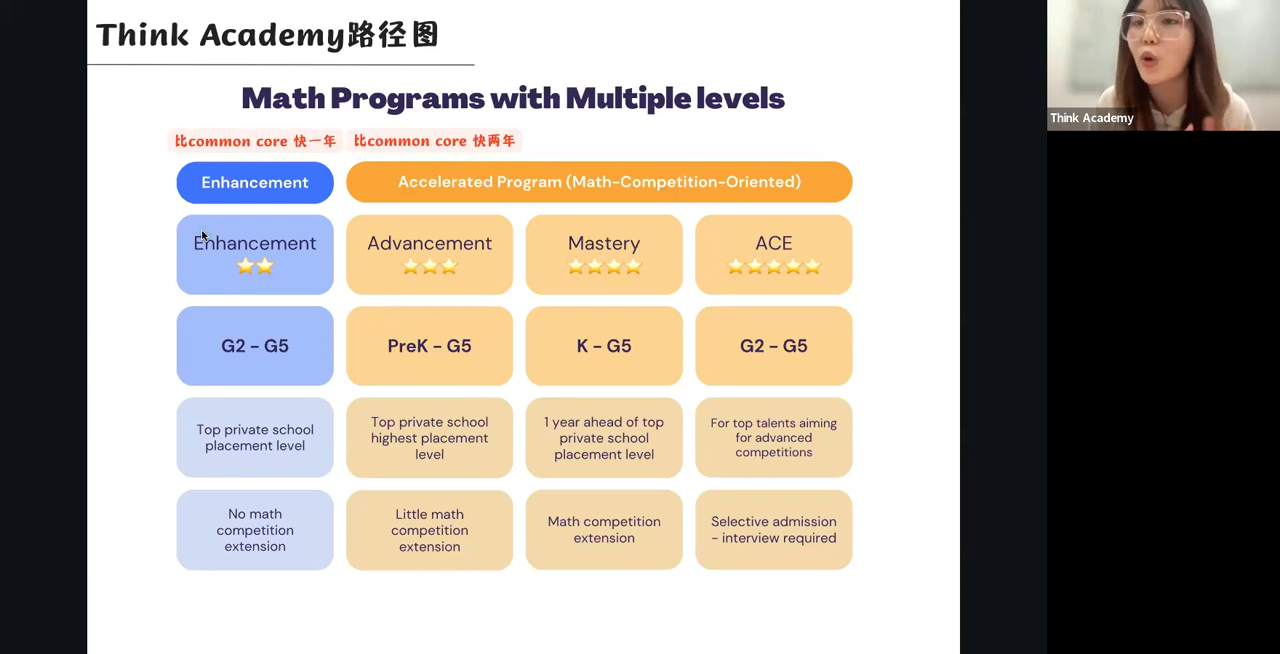 Think Academy路径图
Math Programs with Multiple levels
比common core 快一年
比common core 快两年
Enhancement
Accelerated Program (Math-Competition-Oriented)
Enhancement
Advancement
Mastery
ACE
G2 – G5
PreK – G5
K – G5
G2 – G5
Top private school
placement level
Top private school
highest placement
level
1 year ahead of top
private school
placement level
For top talents aiming
for advanced
competitions
No math
competition
extension
Little math
competition
extension
Math competition
extension
Selective admission
– interview required
Think Academy